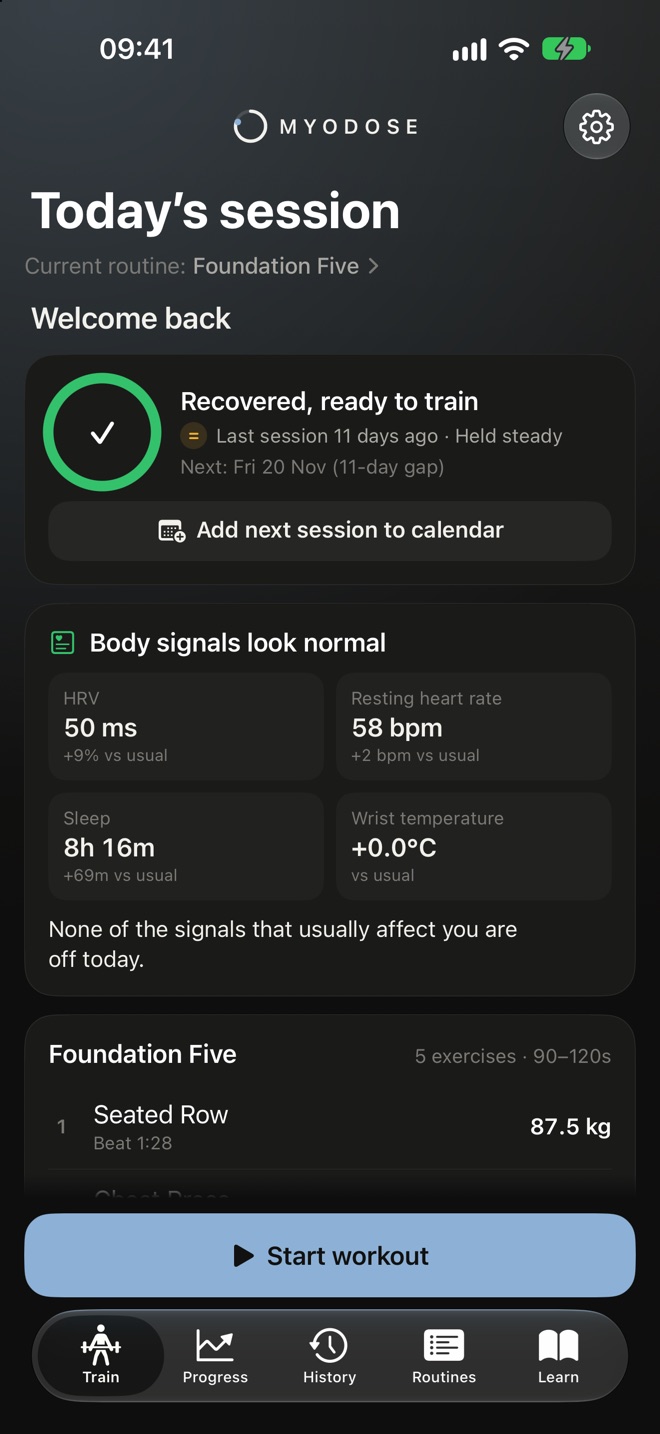 09:41
MYODOSE
Today’s session
Current routine: Foundation Five
Welcome back
Recovered, ready to train
= Last session 11 days ago · Held steady
Next: Fri 20 Nov (11-day gap)
Add next session to calendar
Body signals look normal
HRV
50 ms
+9% vs usual
Resting heart rate
58 bpm
+2 bpm vs usual
Sleep
8h 16m
+69m vs usual
Wrist temperature
+0.0°C
vs usual
None of the signals that usually affect you are
off today.
Foundation Five
5 exercises · 90–120s
1
Seated Row
Beat 1:28
87.5 kg
Start workout
Train
Progress
History
Routines
Learn